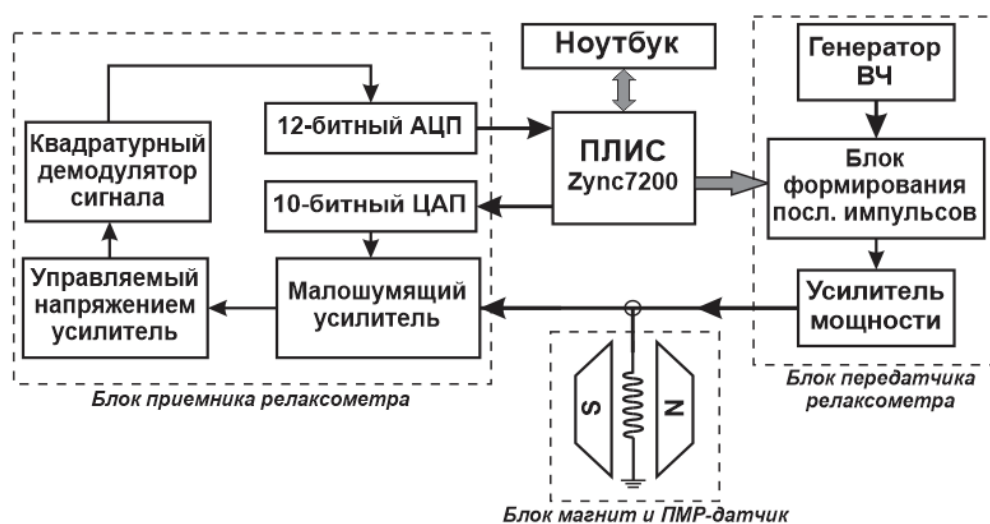 Ноутбук
Генератор
ВЧ
12-битный АЦП
ПЛИС
Zync7200
Квадратурный
демодулятор
сигнала
Блок
формирования
посл. импульсов
10-битный ЦАП
Управляемый
напряжением
усилитель
Малошумящий
усилитель
Усилитель
мощности
Блок приемника релаксометра
Блок передатчика
релаксометра
S
N
Блок магнит и ПМР-датчик